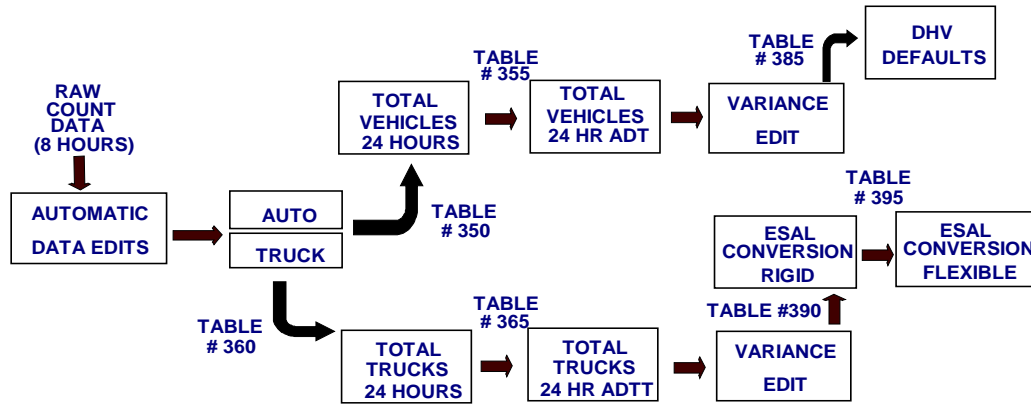 RAW
COUNT
DATA
(8 HOURS)
AUTOMATIC
DATA EDITS
AUTO
TRUCK
TABLE
# 350
TOTAL
VEHICLES
24 HOURS
TABLE
# 355
TOTAL
VEHICLES
24 HR ADT
VARIANCE
EDIT
TABLE
# 385
DHV
DEFAULTS
TABLE
# 360
TOTAL
TRUCKS
24 HOURS
TABLE
# 365
TOTAL
TRUCKS
24 HR ADTT
VARIANCE
EDIT
TABLE #390
ESAL
CONVERSION
RIGID
TABLE
# 395
ESAL
CONVERSION
FLEXIBLE